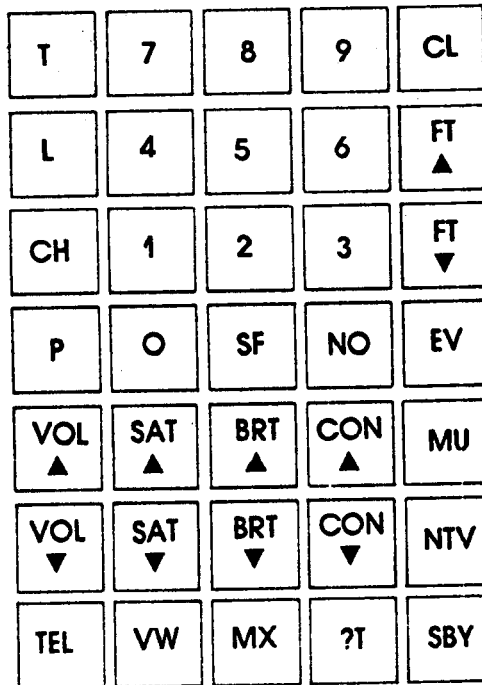 T 7 8 9 CL
L 4 5 6 FT ▲
CH 1 2 3 FT ▼
P O SF NO EV
VOL ▲ SAT ▲ BRT ▲ CON ▲ MU
VOL ▼ SAT ▼ BRT ▼ CON ▼ NTV
TEL VW MX ?T SBY